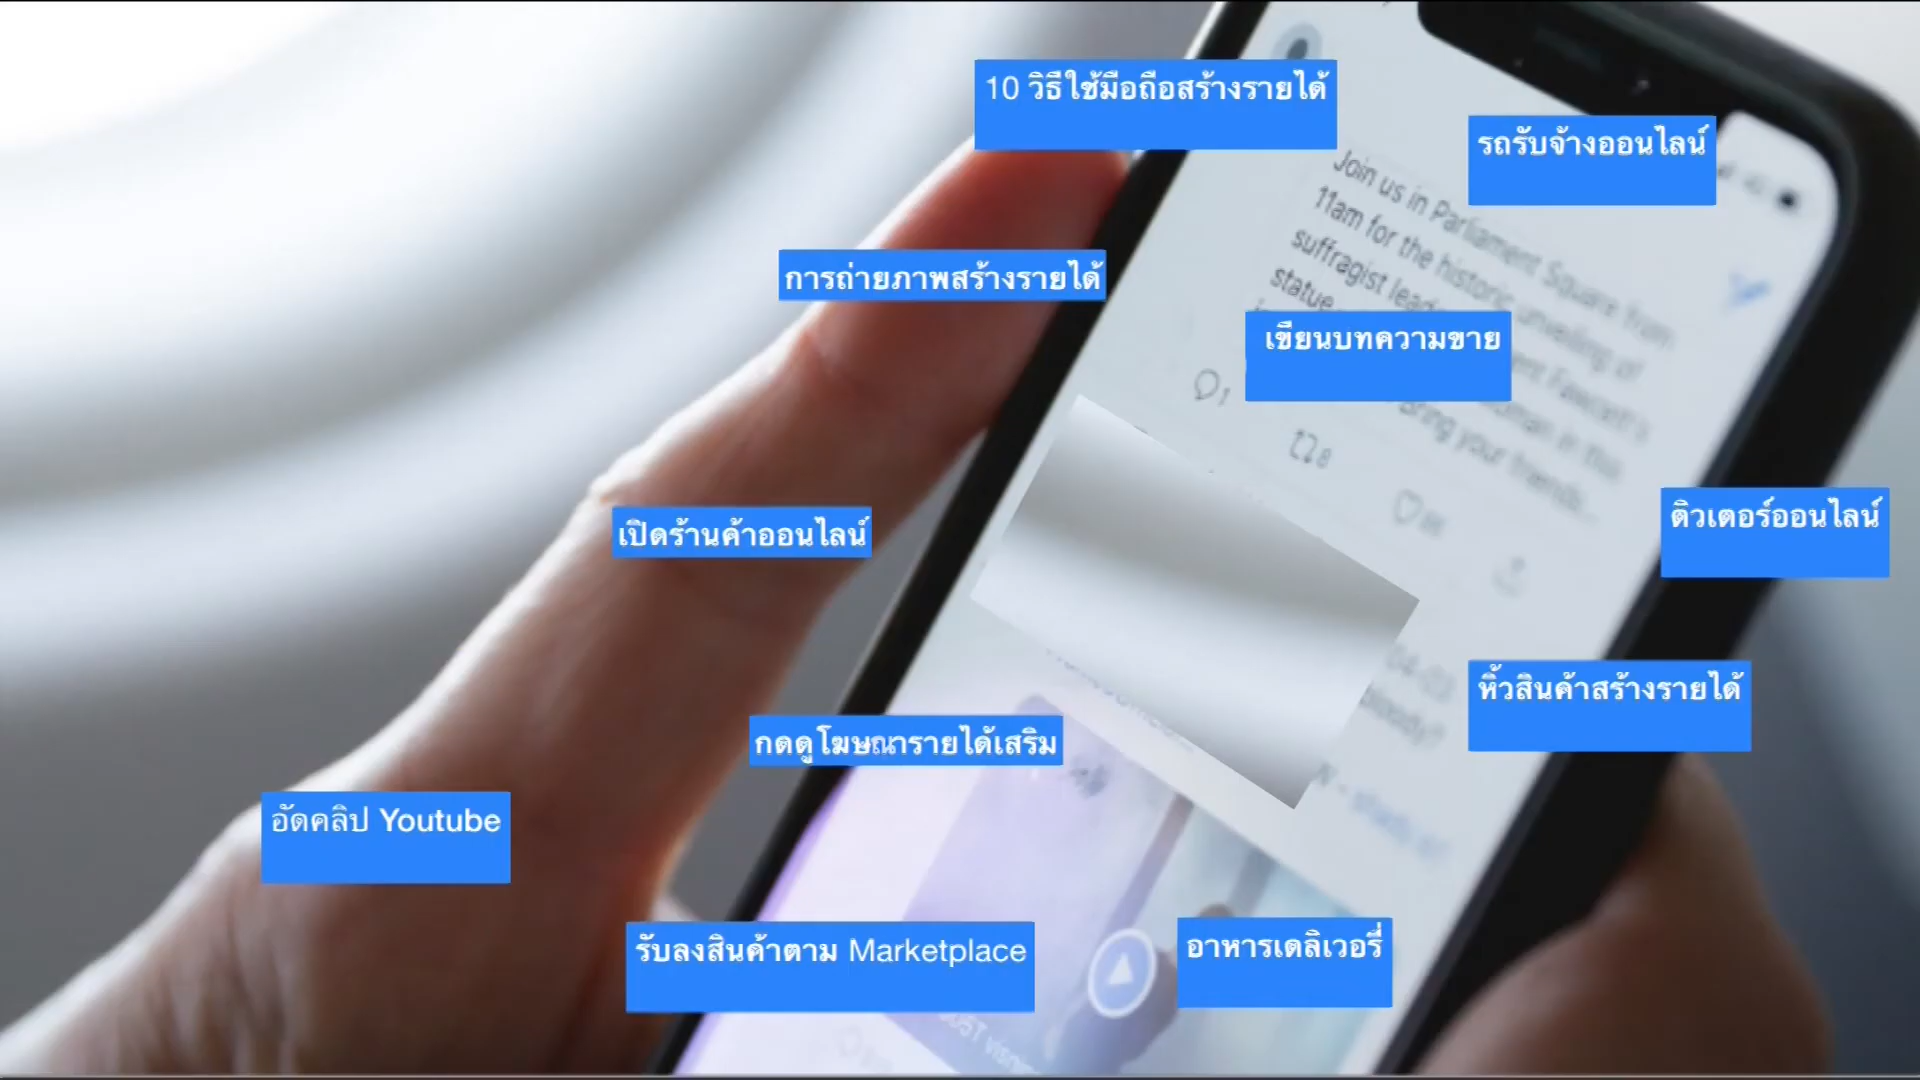 10 วิธีใช้มือถือสร้างรายได้
รถรับจ้างออนไลน์
การถ่ายภาพสร้างรายได้
เขียนบทความขาย
เปิดร้านค้าออนไลน์
ติวเตอร์ออนไลน์
หิ้วสินค้าสร้างรายได้
กดดูโฆษณารายได้เสริม
อัดคลิป Youtube
รับลงสินค้าตาม Marketplace
อาหารเดลิเวอรี่
Join us in Parliament Square from
11am for the historic unveiling of
suffragist
statue
your friends
1
8